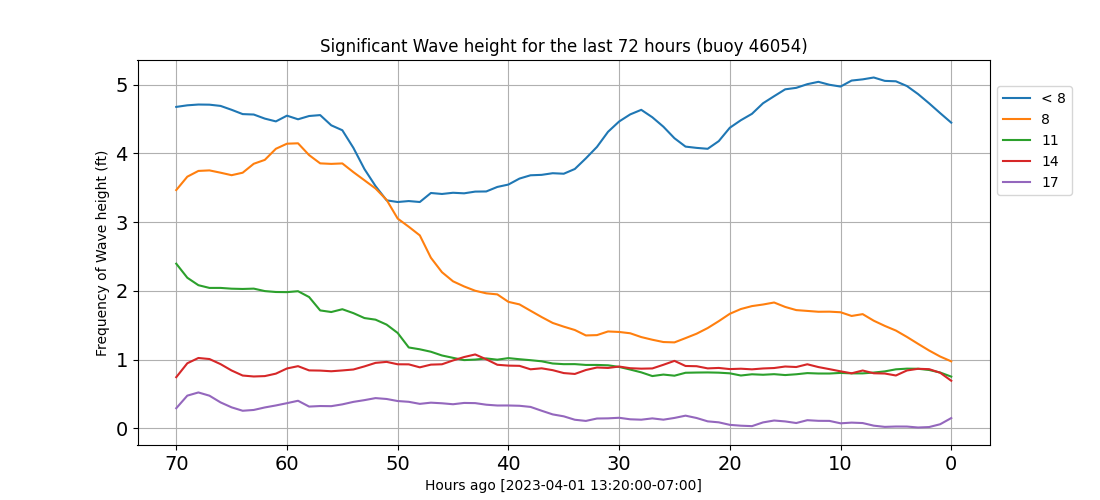 Significant Wave height for the last 72 hours (buoy 46054)
Frequency of Wave height (ft)
5
4
3
2
1
0
70 60 50 40 30 20 10 0
Hours ago [2023-04-01 13:20:00-07:00]
< 8
8
11
14
17